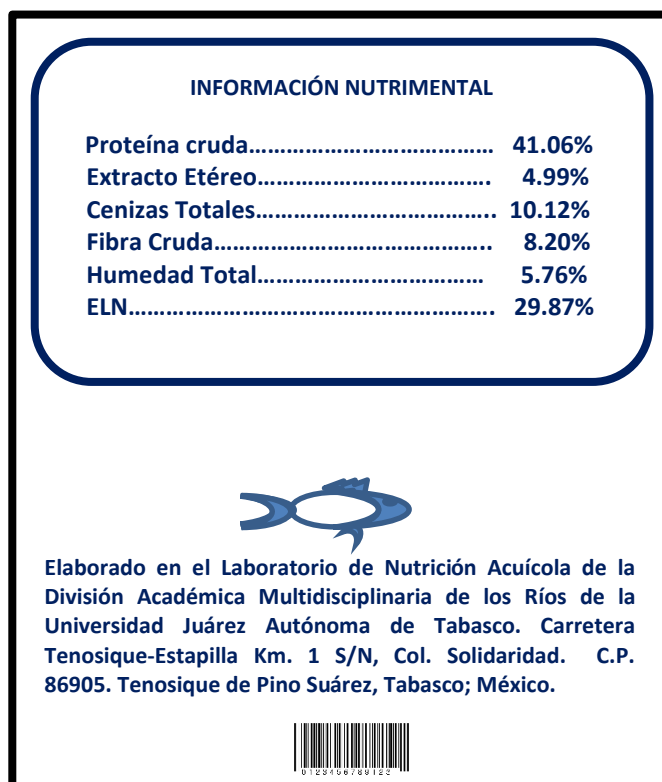 INFORMACIÓN NUTRIMENTAL
Proteína cruda…………………………………… 41.06%
Extracto Etéreo………………………………. 4.99%
Cenizas Totales……………………………….. 10.12%
Fibra Cruda…………………………………….. 8.20%
Humedad Total………………………………… 5.76%
ELN…………………………………………………. 29.87%
Elaborado en el Laboratorio de Nutrición Acuícola de la
División Académica Multidisciplinaria de los Ríos de la
Universidad Juárez Autónoma de Tabasco. Carretera
Tenosique-Estapilla Km. 1 S/N, Col. Solidaridad. C.P.
86905. Tenosique de Pino Suárez, Tabasco; México.
0123456789123